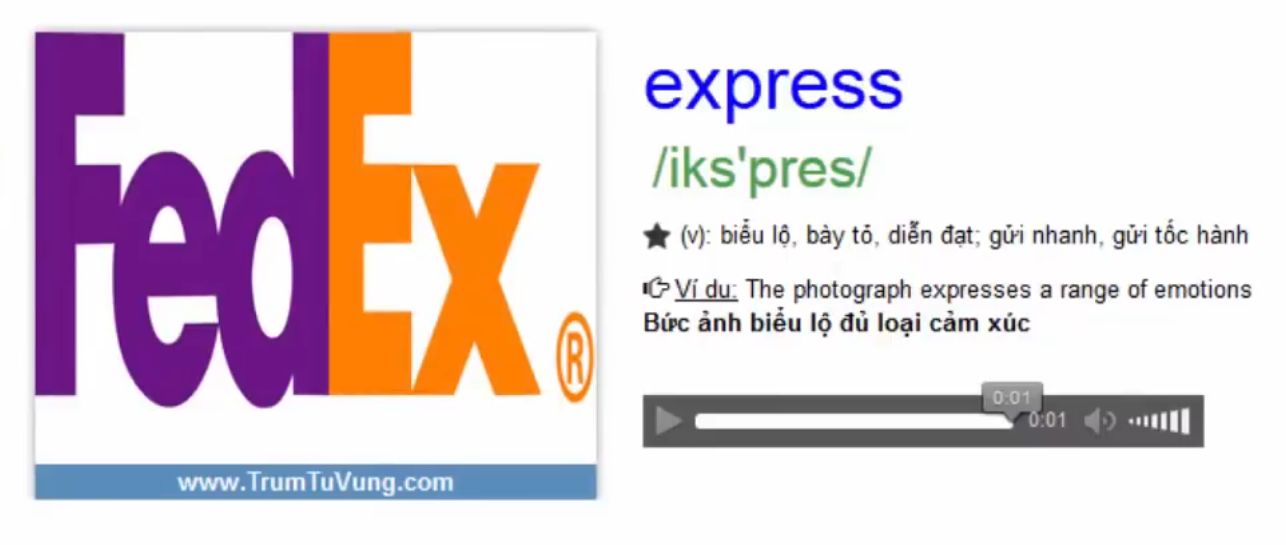 FedEx®
www.TrumTuVung.com
express
/iks'pres/
★ (v): biểu lộ, bày tỏ, diễn đạt; gửi nhanh, gửi tốc hành
Ví du: The photograph expresses a range of emotions
Bức ảnh biểu lộ đủ loại cảm xúc
0:01
0:01